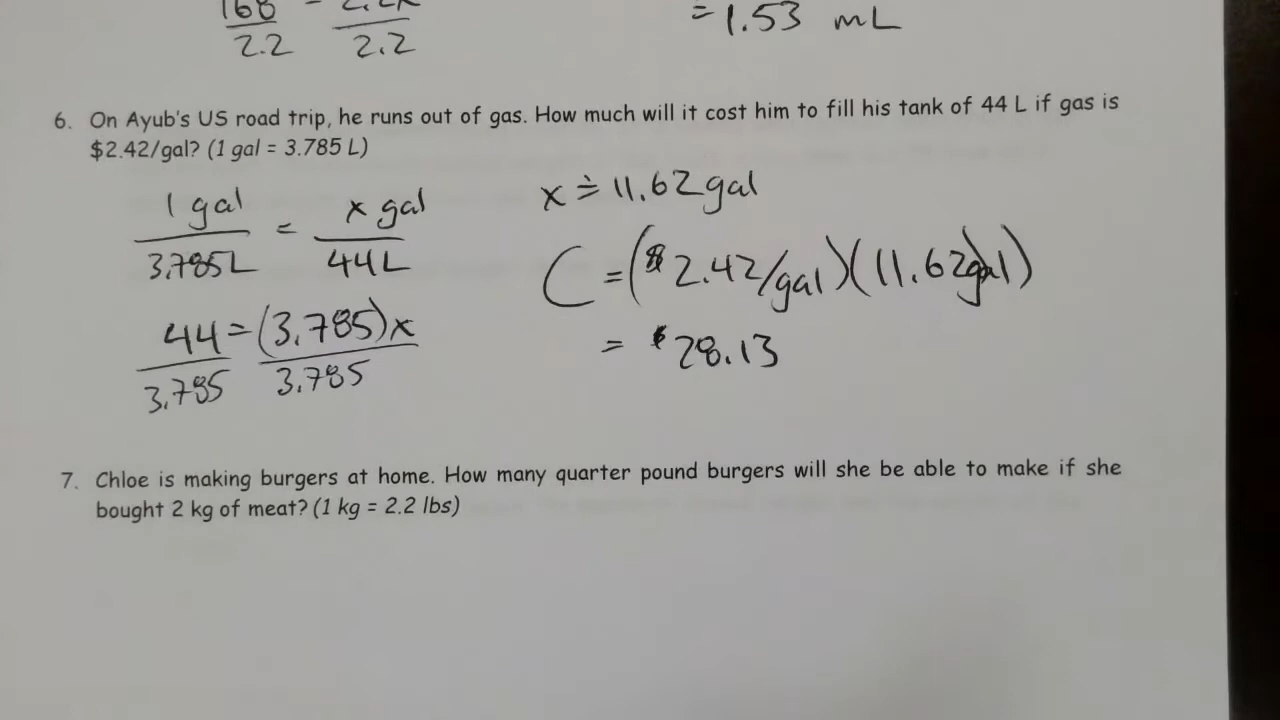 168
2.2 2.2
= 1.53 mL
6. On Ayub's US road trip, he runs out of gas. How much will it cost him to fill his tank of 44 L if gas is
$2.42/gal? (1 gal = 3.785 L)
1 gal = x gal
3.785L 44L
44 = (3.785)x
3.785 3.785
x ≐ 11.62 gal
C = ($2.42/gal)(11.62gal)
= $28.13
7. Chloe is making burgers at home. How many quarter pound burgers will she be able to make if she
bought 2 kg of meat? (1 kg = 2.2 lbs)